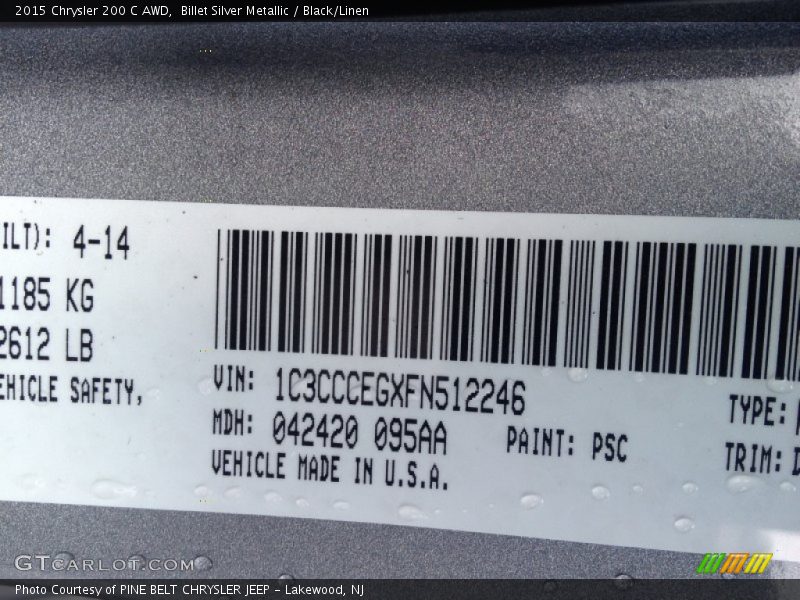 2015 Chrysler 200 C AWD, Billet Silver Metallic / Black/Linen
ILT): 4-14
1185 KG
2612 LB
EHICLE SAFETY,
VIN: 1C3CCCEGXFN512246
MDH: 042420 095AA
PAINT: PSC
VEHICLE MADE IN U.S.A.
TYPE:
TRIM:
GTCARLOT.COM
Photo Courtesy of PINE BELT CHRYSLER JEEP - Lakewood, NJ